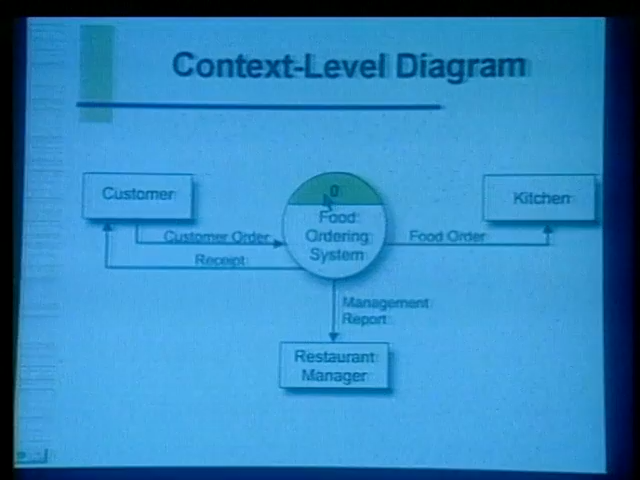 Context-Level Diagram
Customer
0
Kitchen
Food
Ordering
System
Customer Order
Food Order
Receipt
Management
Report
Restaurant
Manager